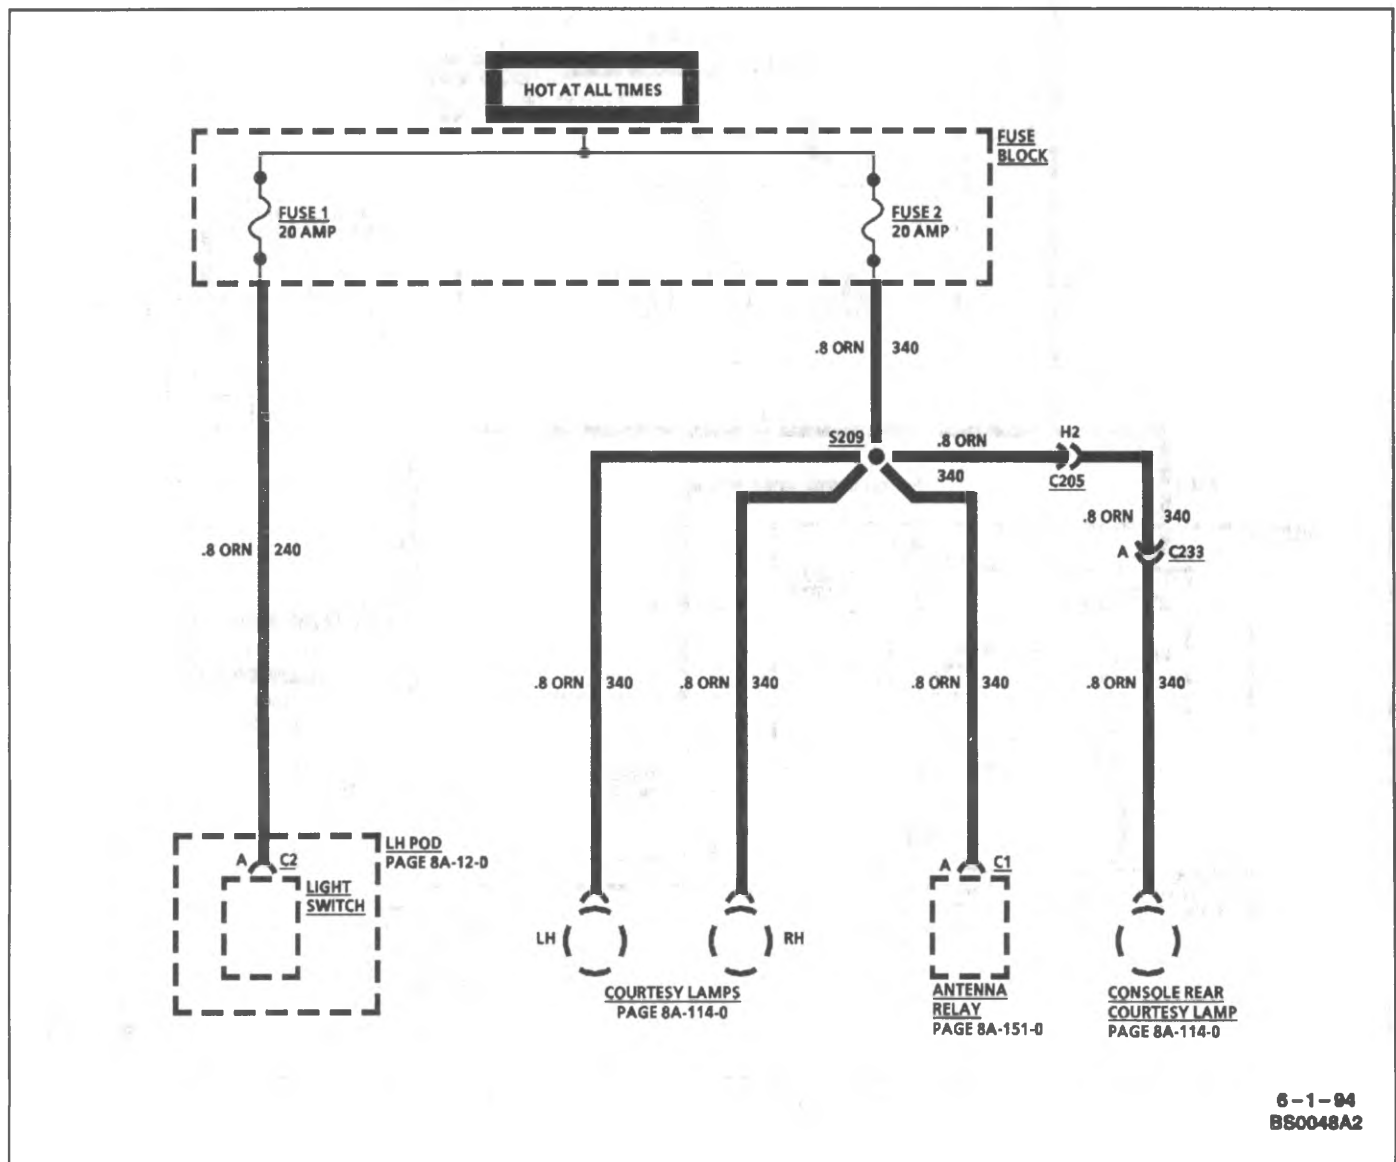 HOT AT ALL TIMES
FUSE
BLOCK
FUSE 1
20 AMP
FUSE 2
20 AMP
.8 ORN 340
S209
.8 ORN
340
H2
C205
.8 ORN 340
A C233
.8 ORN 240
.8 ORN 340
.8 ORN 340
.8 ORN 340
.8 ORN 340
LH POD
PAGE 8A-12-0
A C2
LIGHT
SWITCH
A C1
LH
RH
COURTESY LAMPS
PAGE 8A-114-0
ANTENNA
RELAY
PAGE 8A-151-0
CONSOLE REAR
COURTESY LAMP
PAGE 8A-114-0
6-1-94
BS0048A2